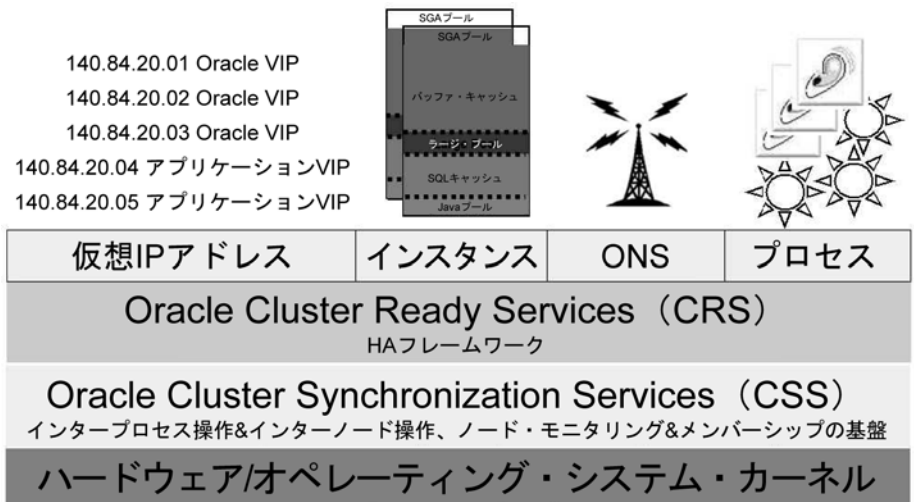 140.84.20.01 Oracle VIP
140.84.20.02 Oracle VIP
140.84.20.03 Oracle VIP
140.84.20.04 アプリケーションVIP
140.84.20.05 アプリケーションVIP
SGAプール
SGAプール
バッファ・キャッシュ
ラージ・プール
SQLキャッシュ
Javaプール
仮想IPアドレス
インスタンス
ONS
プロセス
Oracle Cluster Ready Services（CRS）
HAフレームワーク
Oracle Cluster Synchronization Services（CSS）
インタープロセス操作&インターノード操作、ノード・モニタリング&メンバーシップの基盤
ハードウェア/オペレーティング・システム・カーネル